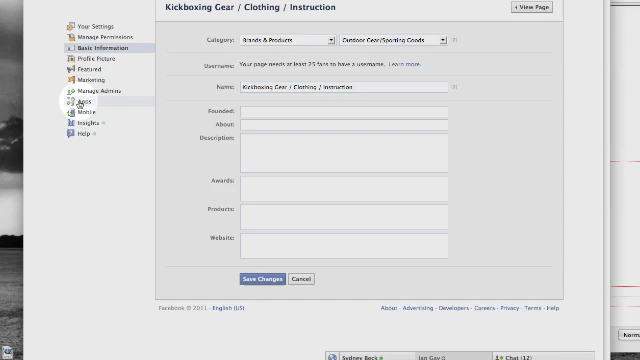 Kickboxing Gear / Clothing / Instruction
View Page
Your Settings
Manage Permissions
Basic Information
Profile Picture
Featured
Marketing
Manage Admins
Apps
Mobile
Insights
Help
Category: Brands & Products Outdoor Gear/Sporting Goods [?]
Username: Your page needs at least 25 fans to have a username. Learn more.
Name: Kickboxing Gear / Clothing / Instruction [?]
Founded:
About:
Description:
Awards:
Products:
Website:
Save Changes Cancel
Facebook © 2011 · English (US)
About · Advertising · Developers · Careers · Privacy · Terms · Help
Norm
Sydney Beck
Ian Gay
Chat (12)